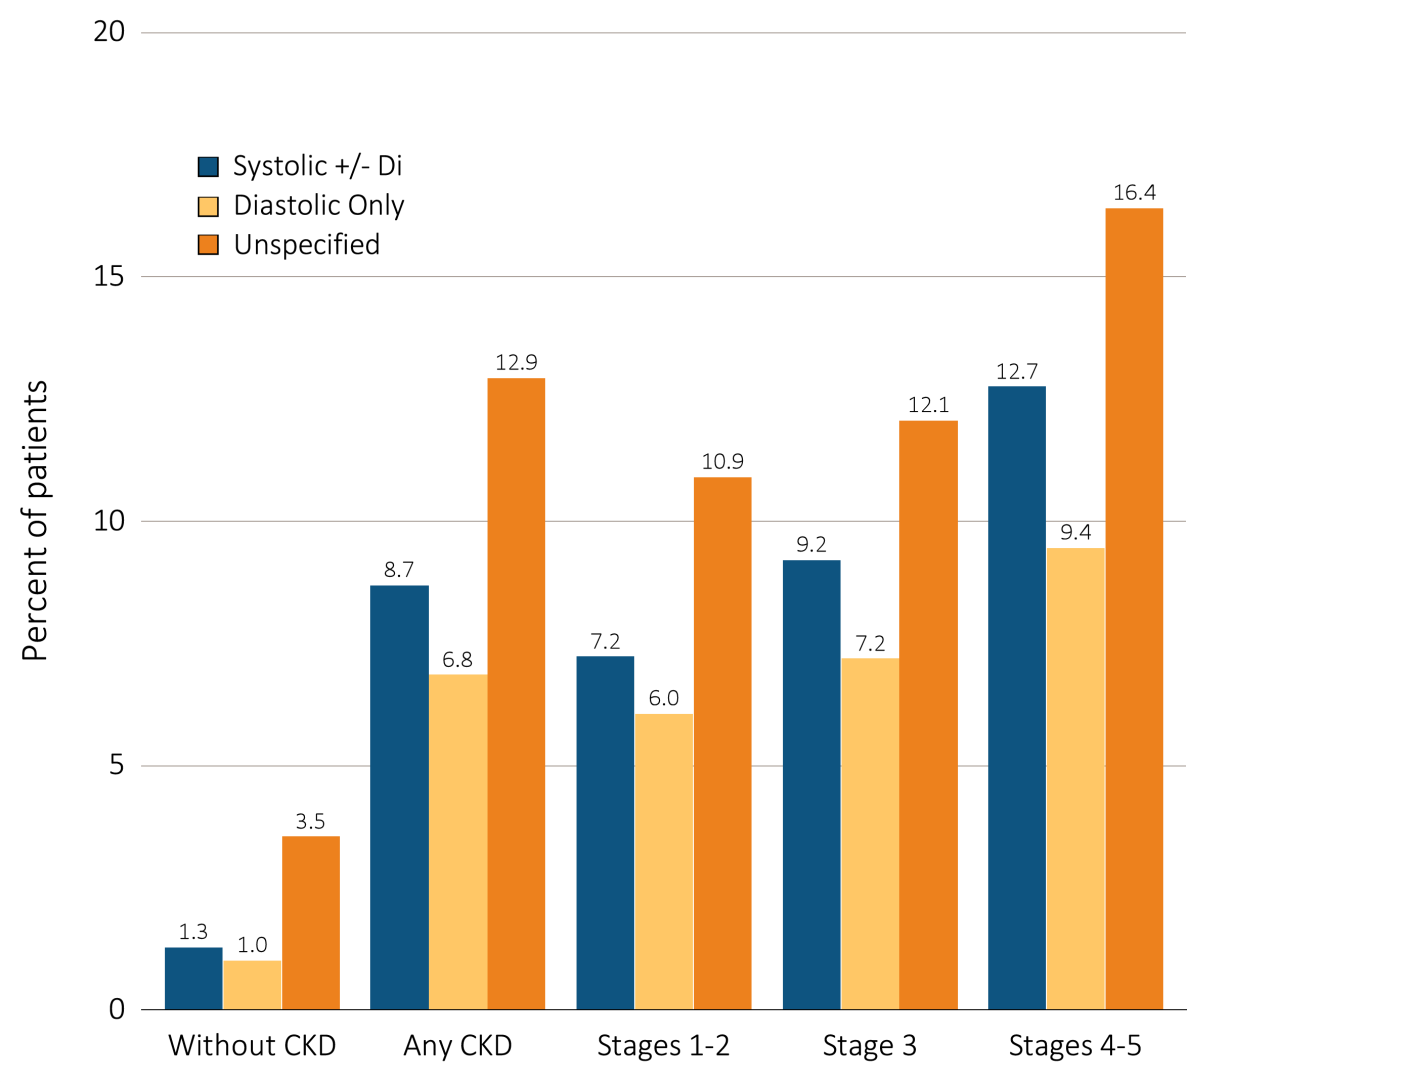 20
Systolic +/- Di
Diastolic Only
Unspecified
15
10
5
0
Percent of patients
1.3
1.0
3.5
8.7
6.8
12.9
7.2
6.0
10.9
9.2
7.2
12.1
12.7
9.4
16.4
Without CKD
Any CKD
Stages 1-2
Stage 3
Stages 4-5